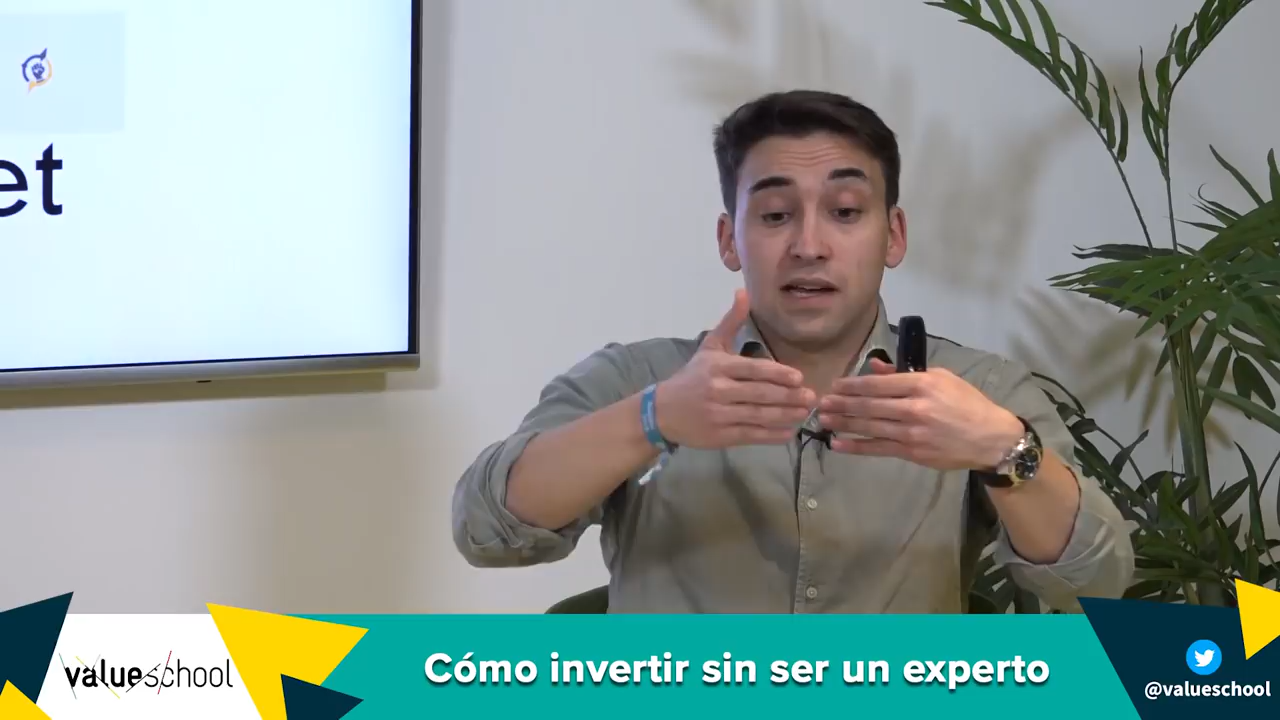 et
valueschool
Cómo invertir sin ser un experto
@valueschool